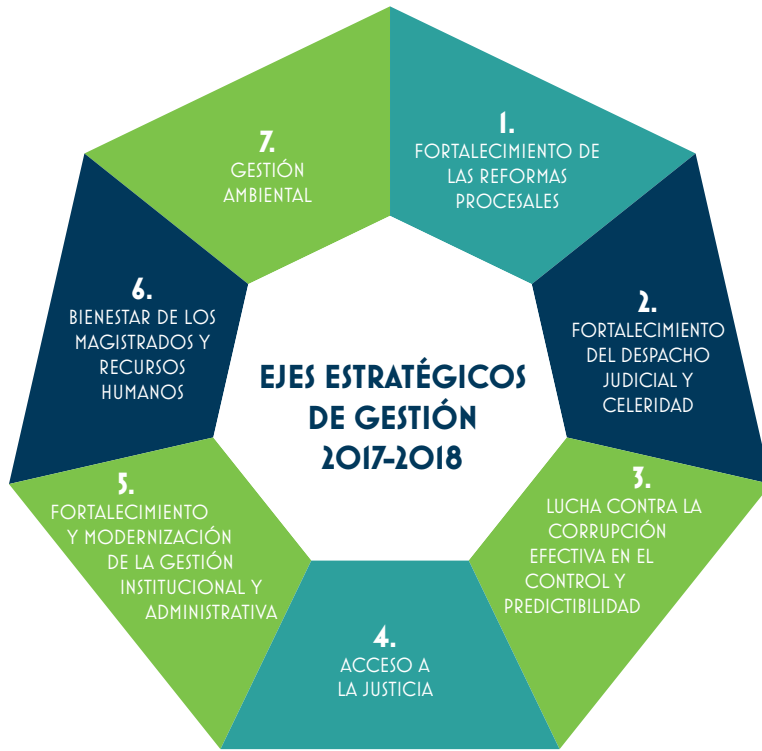 EJES ESTRATÉGICOS
DE GESTIÓN
2017-2018
1.
FORTALECIMIENTO DE
LAS REFORMAS
PROCESALES
2.
FORTALECIMIENTO
DEL DESPACHO
JUDICIAL Y
CELERIDAD
3.
LUCHA CONTRA LA
CORRUPCIÓN
EFECTIVA EN EL
CONTROL Y
PREDICTIBILIDAD
4.
ACCESO A
LA JUSTICIA
5.
FORTALECIMIENTO
Y MODERNIZACIÓN
DE LA GESTIÓN
INSTITUCIONAL Y
ADMINISTRATIVA
6.
BIENESTAR DE LOS
MAGISTRADOS Y
RECURSOS
HUMANOS
7.
GESTIÓN
AMBIENTAL